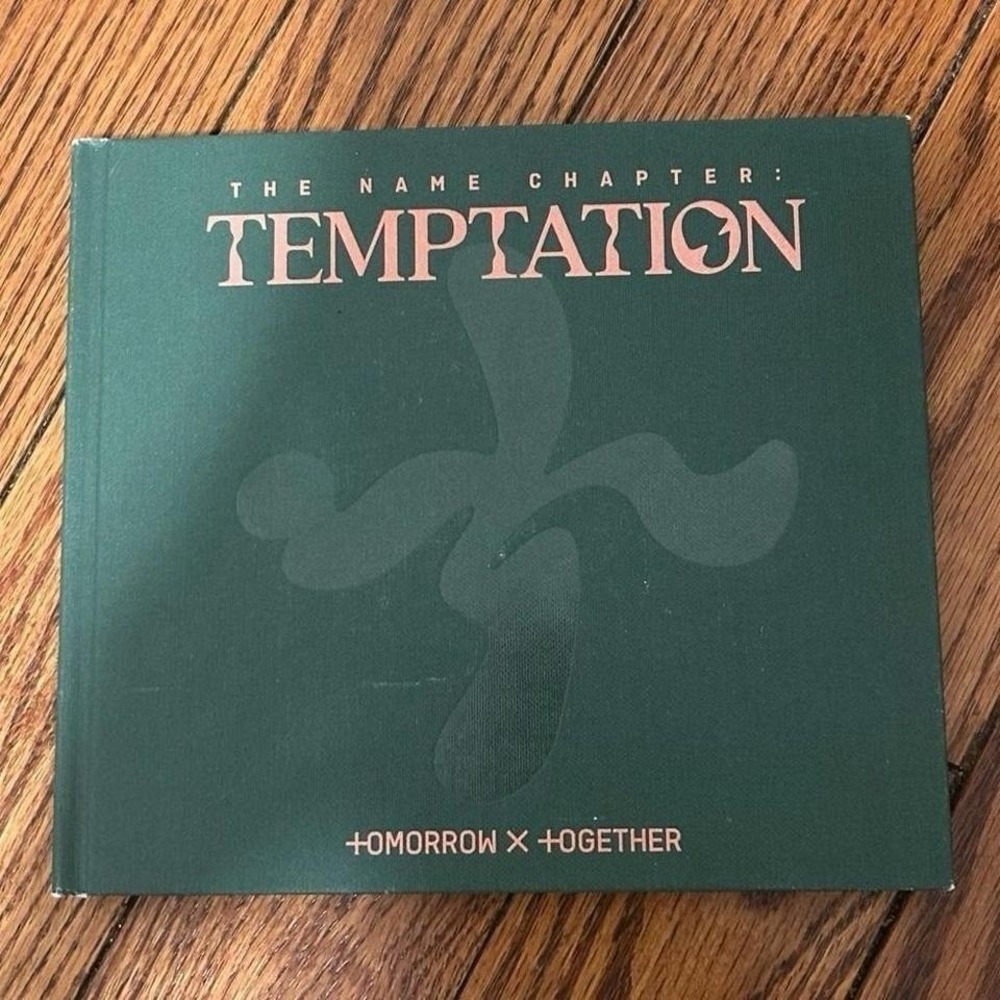 THE NAME CHAPTER:
TEMPTATION
TOMORROW X TOGETHER